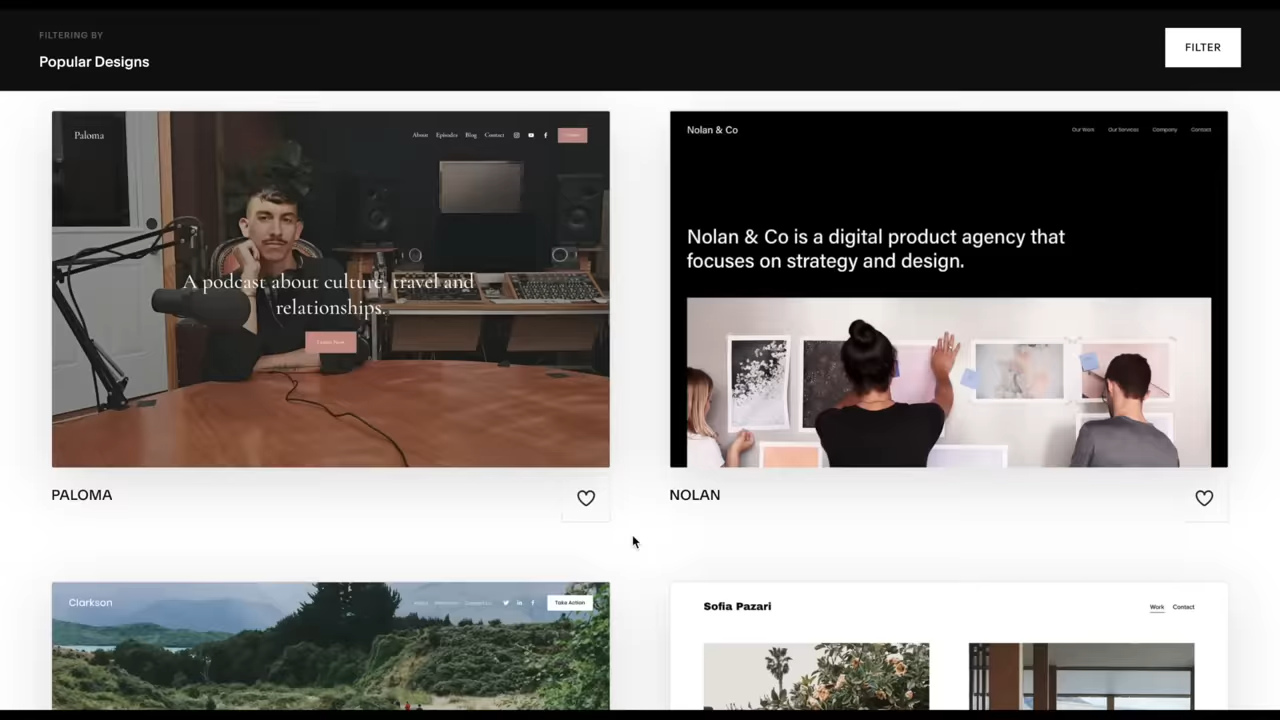 FILTERING BY
Popular Designs
FILTER
Paloma
About Episodes Blog Contact
A podcast about culture, travel and
relationships.
PALOMA
Nolan & Co
Our Work Our Services Company Contact
Nolan & Co is a digital product agency that
focuses on strategy and design.
NOLAN
Clarkson
Take Action
Sofia Pazari
Work Contact